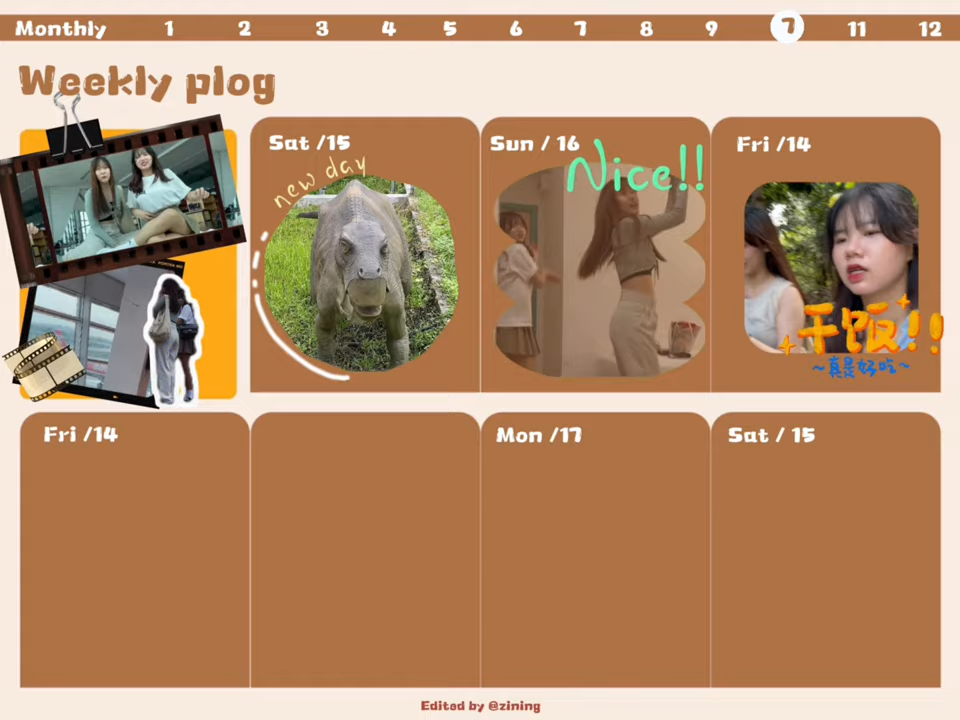 Monthly 1 2 3 4 5 6 7 8 9 7 11 12
Weekly plog
Sat /15
new day
Sun / 16
Nice!!
Fri /14
干饭!!
~真是好吃~
Fri /14
Mon /17
Sat / 15
Edited by @zining